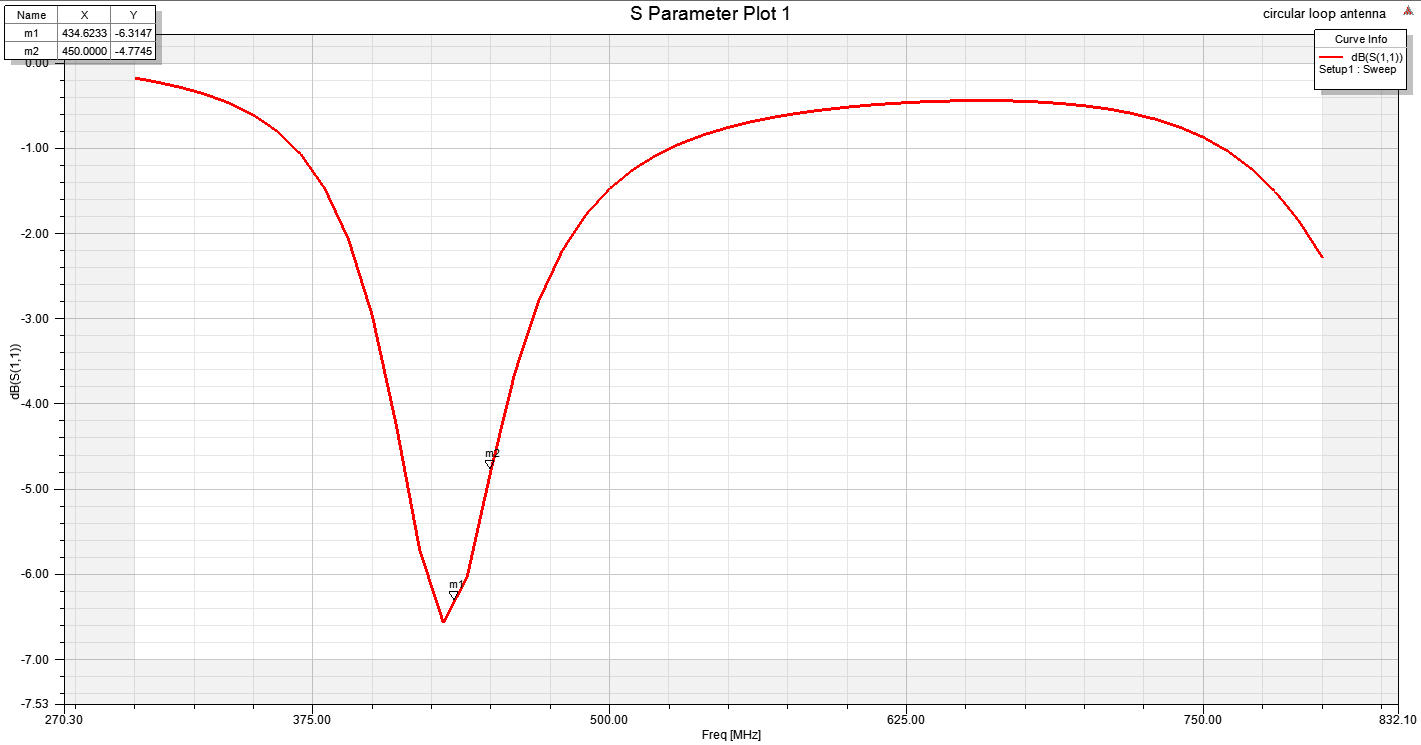 S Parameter Plot 1
circular loop antenna
Name X Y
m1 434.6233 -6.3147
m2 450.0000 -4.7745
Curve Info
dB(S(1,1))
Setup1 : Sweep
0.00
-1.00
-2.00
-3.00
-4.00
-5.00
-6.00
-7.00
-7.53
dB(S(1,1))
m2
m1
270.30 375.00 500.00 625.00 750.00 832.10
Freq [MHz]